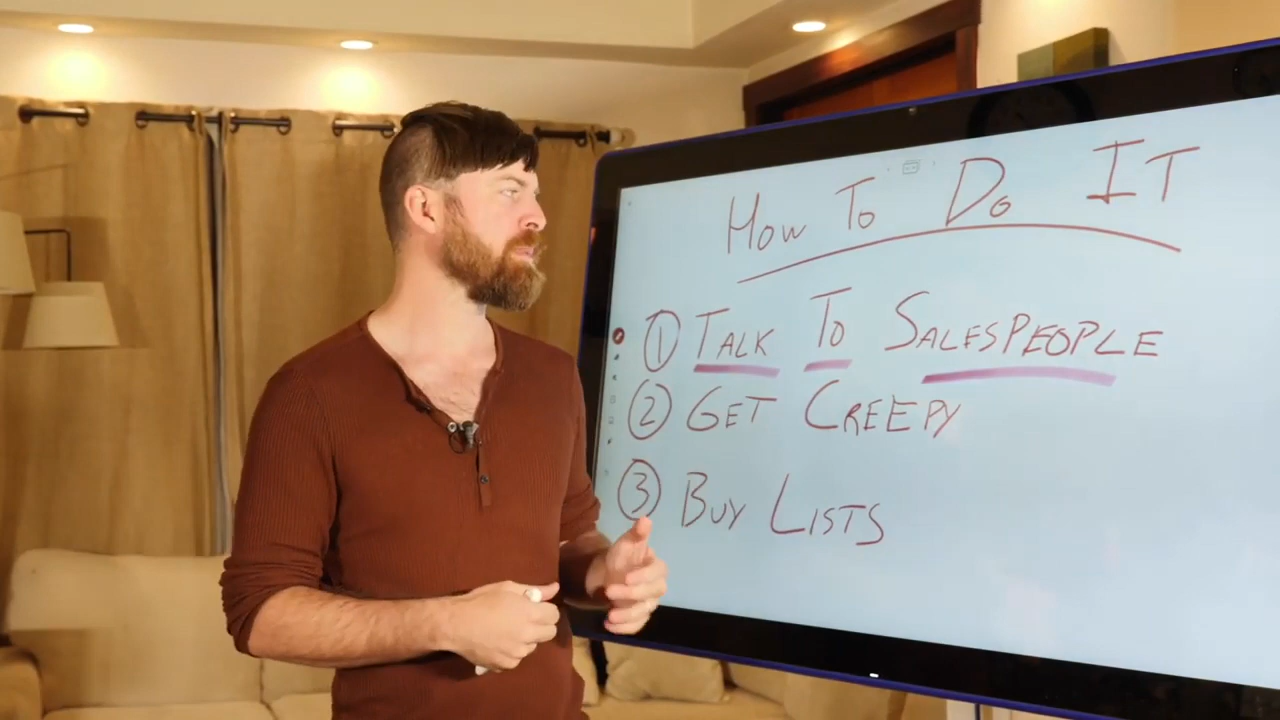 How To Do IT
① TALK To SALESPEOPLE
② GET CREEPY
③ BUY LISTS